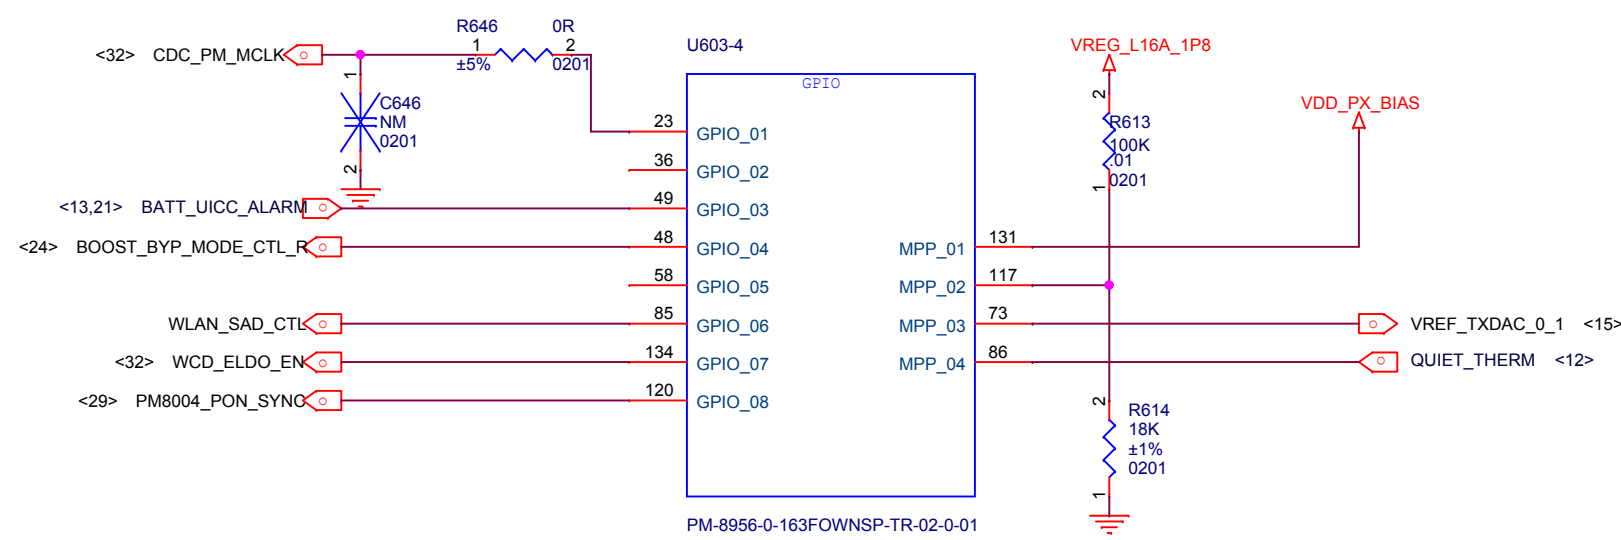 R646 0R
1 2
±5% 0201
<32> CDC_PM_MCLK
1
C646
NM
0201
2
U603-4
GPIO
23 GPIO_01
36 GPIO_02
<13,21> BATT_UICC_ALARM 49 GPIO_03
<24> BOOST_BYP_MODE_CTL_R 48 GPIO_04
58 GPIO_05
WLAN_SAD_CTL 85 GPIO_06
<32> WCD_ELDO_EN 134 GPIO_07
<29> PM8004_PON_SYNC 120 GPIO_08
MPP_01 131
MPP_02 117
MPP_03 73 VREF_TXDAC_0_1 <15>
MPP_04 86 QUIET_THERM <12>
VREG_L16A_1P8
2
R613
100K
.01
0201
1
VDD_PX_BIAS
2
R614
18K
±1%
0201
1
PM-8956-0-163FOWNSP-TR-02-0-01